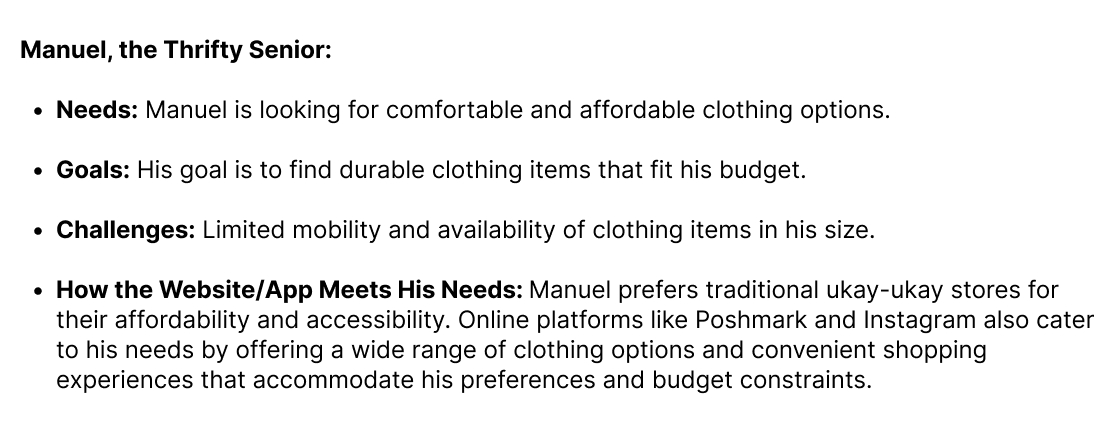 Manuel, the Thrifty Senior:
• Needs: Manuel is looking for comfortable and affordable clothing options.
• Goals: His goal is to find durable clothing items that fit his budget.
• Challenges: Limited mobility and availability of clothing items in his size.
• How the Website/App Meets His Needs: Manuel prefers traditional ukay-ukay stores for
their affordability and accessibility. Online platforms like Poshmark and Instagram also cater
to his needs by offering a wide range of clothing options and convenient shopping
experiences that accommodate his preferences and budget constraints.